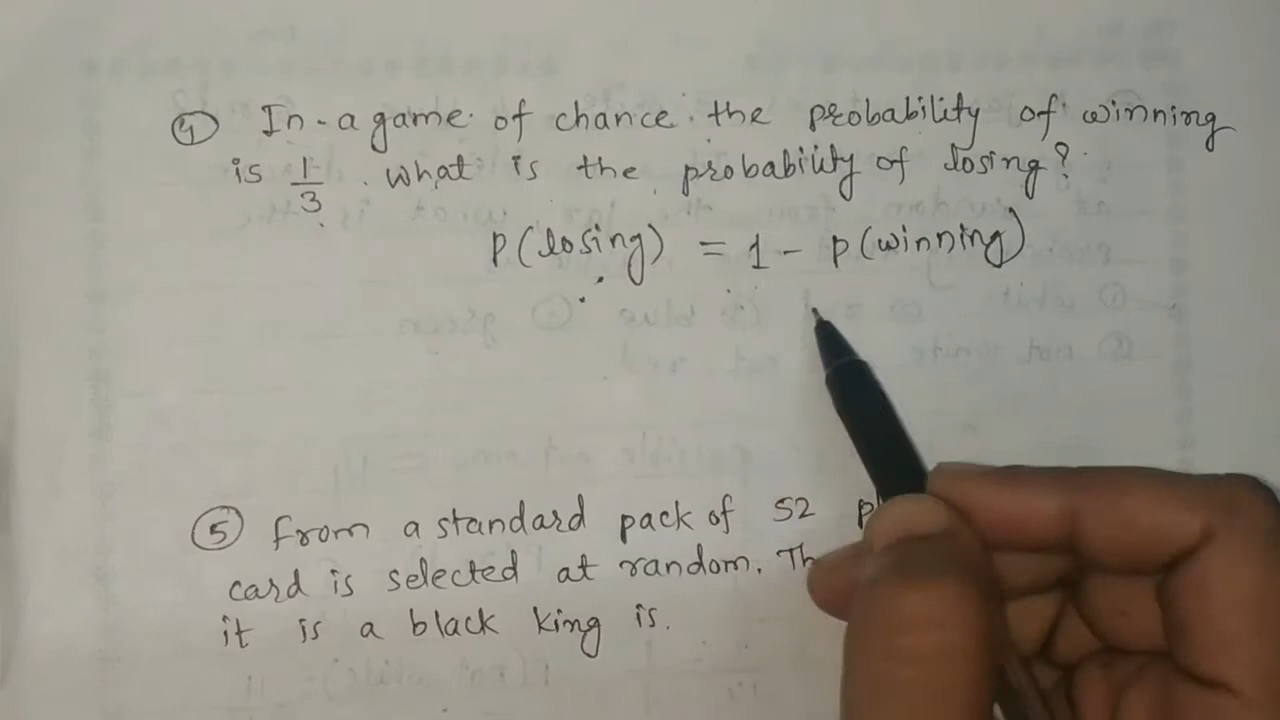 ④ In a game of chance the probability of winning
is 1/3. what is the probability of losing?
P(losing) = 1 - P(winning)
⑤ from a standard pack of 52
card is selected at random.
it is a black king is.